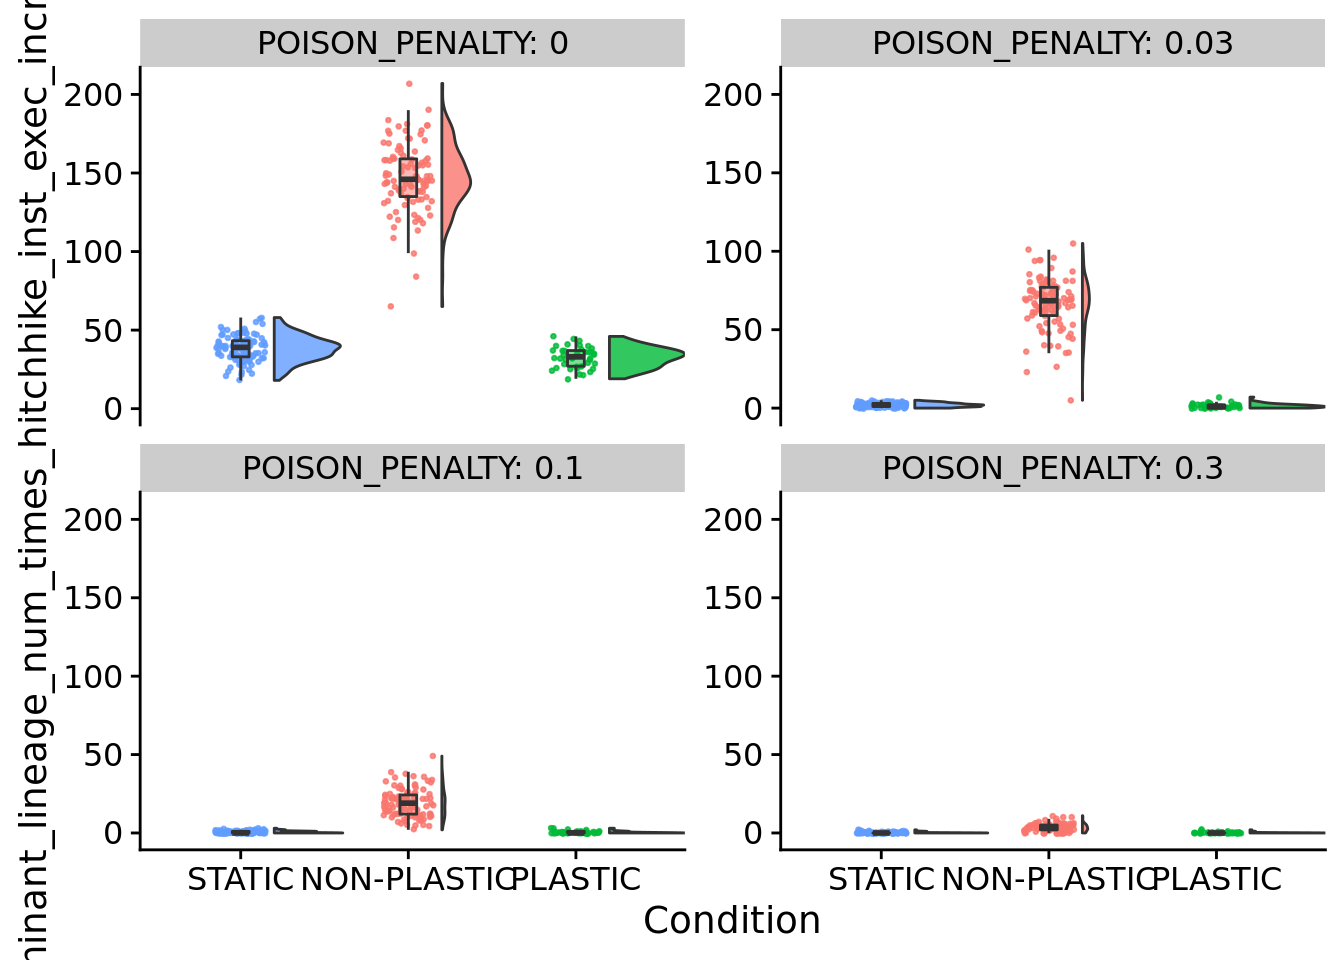 POISON_PENALTY: 0
POISON_PENALTY: 0.03
200
150
100
50
0
200
150
100
50
0
POISON_PENALTY: 0.1
POISON_PENALTY: 0.3
200
150
100
50
0
200
150
100
50
0
STATIC NON-PLASTIC PLASTIC
STATIC NON-PLASTIC PLASTIC
Condition
minant_lineage_num_times_hitchhike_inst_exec_incr